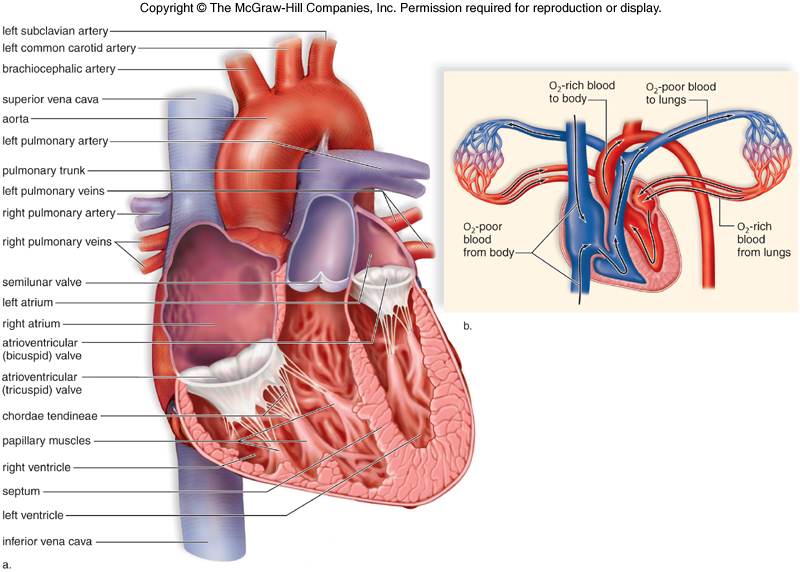 Copyright © The McGraw-Hill Companies, Inc. Permission required for reproduction or display.
left subclavian artery
left common carotid artery
brachiocephalic artery
superior vena cava
aorta
left pulmonary artery
pulmonary trunk
left pulmonary veins
right pulmonary artery
right pulmonary veins
semilunar valve
left atrium
right atrium
atrioventricular
(bicuspid) valve
atrioventricular
(tricuspid) valve
chordae tendineae
papillary muscles
right ventricle
septum
left ventricle
inferior vena cava
a.
O₂-rich blood
to body
O₂-poor blood
to lungs
O₂-poor
blood
from body
O₂-rich
blood
from lungs
b.